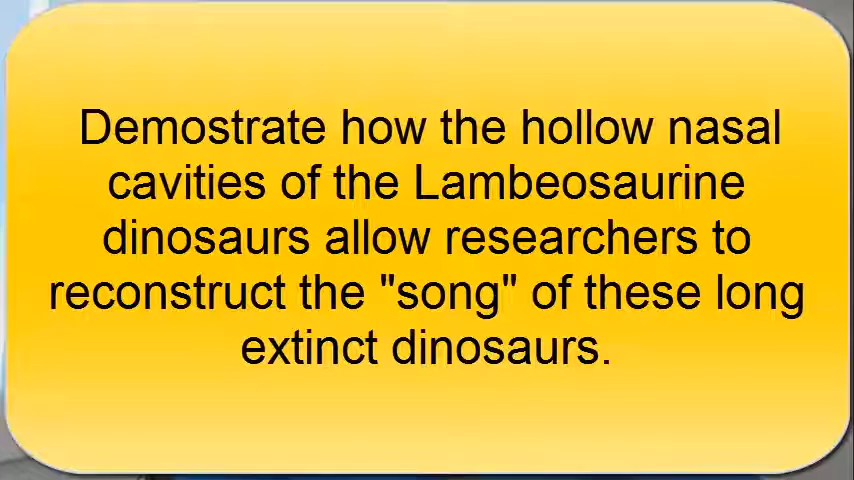 Demostrate how the hollow nasal
cavities of the Lambeosaurine
dinosaurs allow researchers to
reconstruct the "song" of these long
extinct dinosaurs.